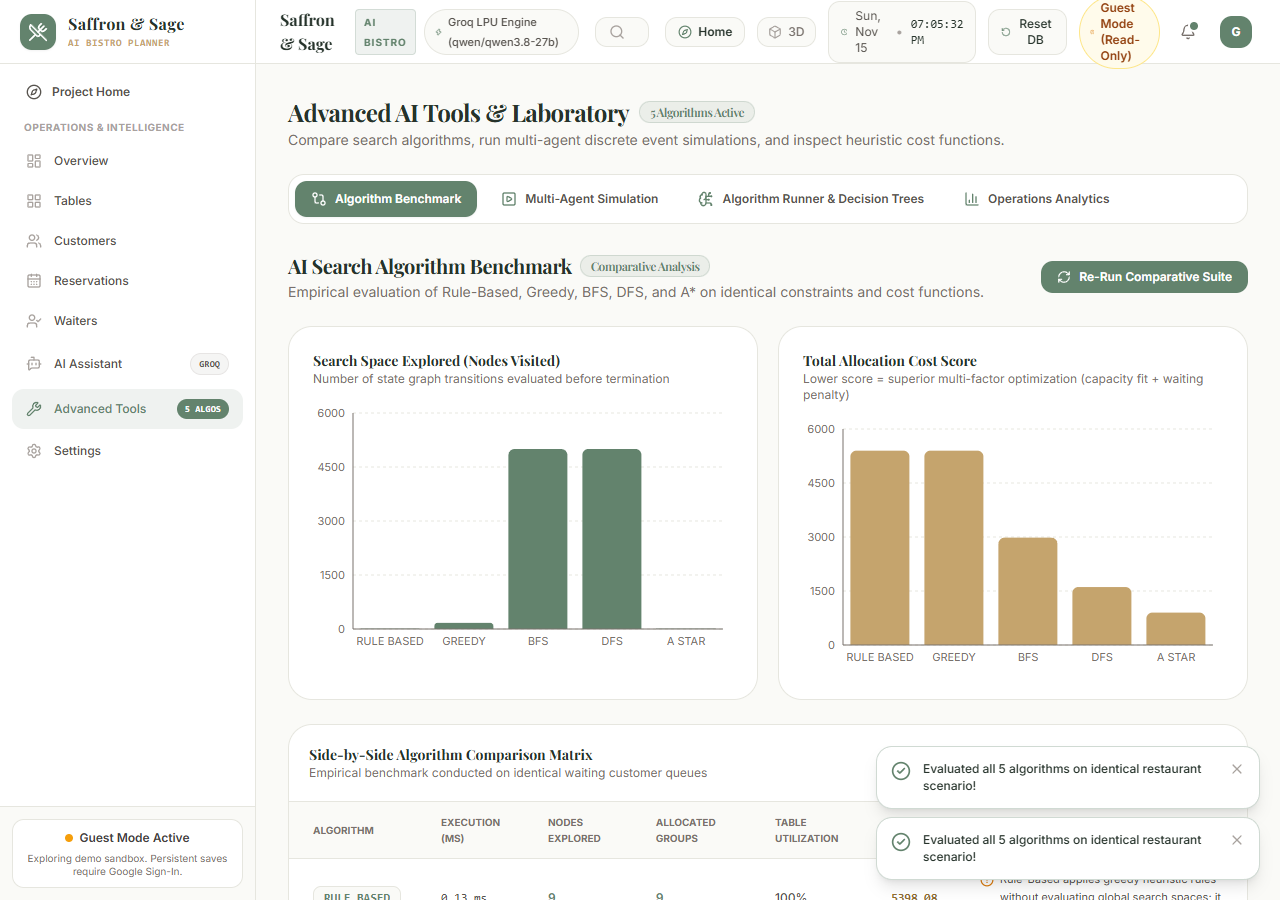 Saffron & Sage
AI BISTRO PLANNER
Saffron
& Sage
AI
BISTRO
Groq LPU Engine
(qwen/qwen3.8-27b)
Home
3D
Sun,
Nov
15
•
07:05:32
PM
Reset
DB
Guest
Mode
(Read-
Only)
G
Project Home
OPERATIONS & INTELLIGENCE
Overview
Tables
Customers
Reservations
Waiters
AI Assistant
GROQ
Advanced Tools
5 ALGOS
Settings
Guest Mode Active
Exploring demo sandbox. Persistent saves
require Google Sign-In.
Advanced AI Tools & Laboratory
5 Algorithms Active
Compare search algorithms, run multi-agent discrete event simulations, and inspect heuristic cost functions.
Algorithm Benchmark
Multi-Agent Simulation
Algorithm Runner & Decision Trees
Operations Analytics
AI Search Algorithm Benchmark
Comparative Analysis
Empirical evaluation of Rule-Based, Greedy, BFS, DFS, and A* on identical constraints and cost functions.
Re-Run Comparative Suite
Search Space Explored (Nodes Visited)
Number of state graph transitions evaluated before termination
6000
4500
3000
1500
0
RULE BASED
GREEDY
BFS
DFS
A STAR
Total Allocation Cost Score
Lower score = superior multi-factor optimization (capacity fit + waiting
penalty)
6000
4500
3000
1500
0
RULE BASED
GREEDY
BFS
DFS
A STAR
Side-by-Side Algorithm Comparison Matrix
Empirical benchmark conducted on identical waiting customer queues
ALGORITHM
EXECUTION
(MS)
NODES
EXPLORED
ALLOCATED
GROUPS
TABLE
UTILIZATION
RULE BASED
0.13 ms
9
9
100%
5398.08
Rule-Based applies greedy heuristic rules
without evaluating global search spaces; it
Evaluated all 5 algorithms on identical restaurant
scenario!
Evaluated all 5 algorithms on identical restaurant
scenario!